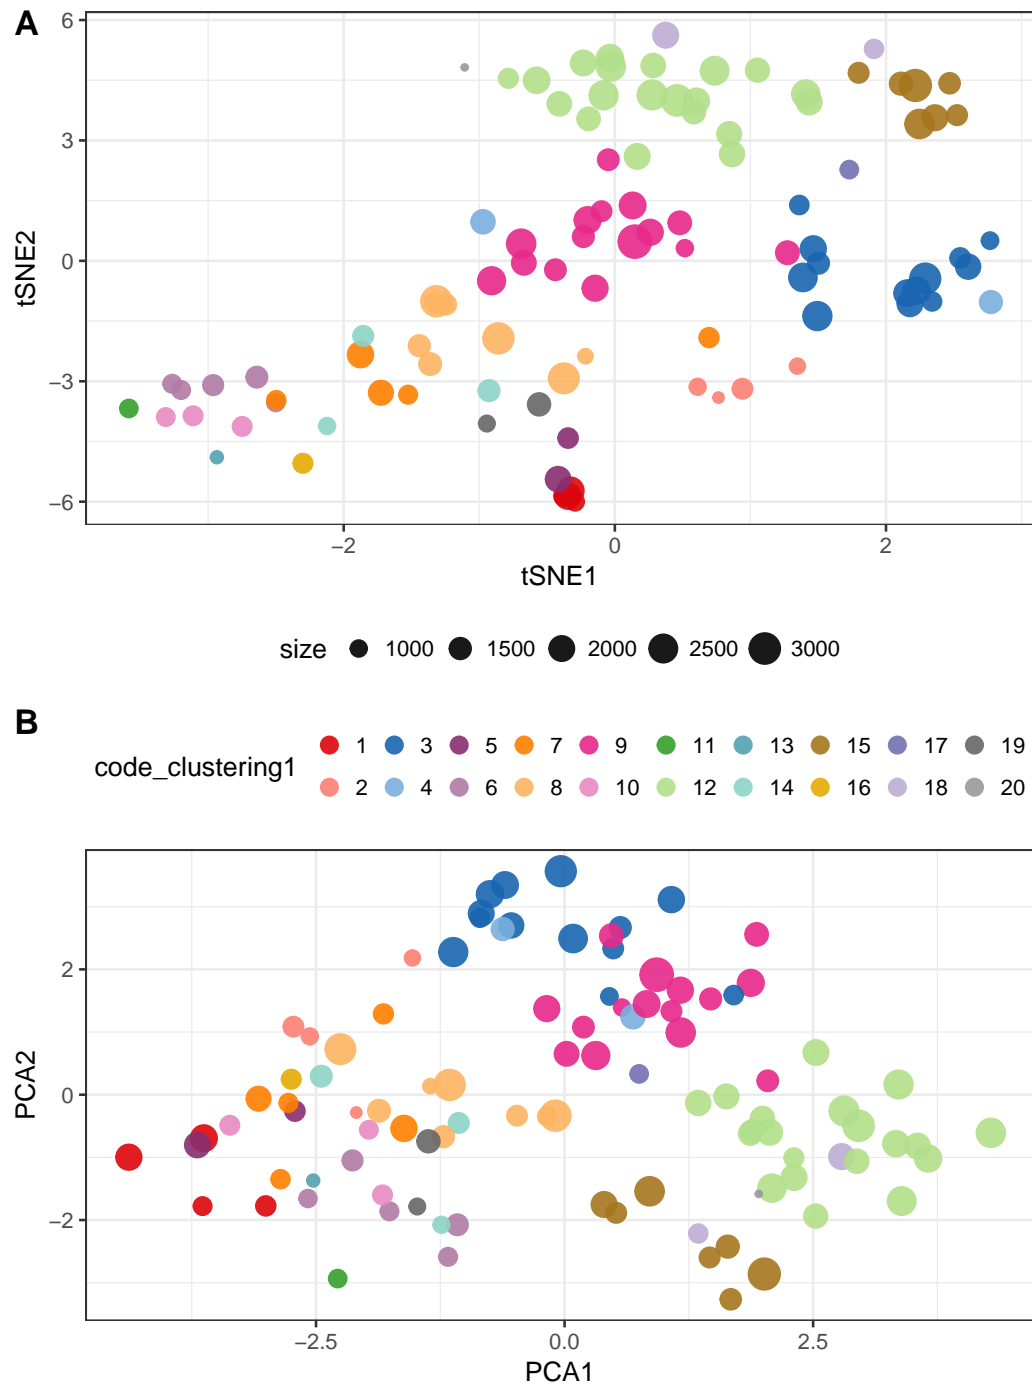 A
6
3
0
−3
−6
tSNE2
−2 0 2
tSNE1
size 1000 1500 2000 2500 3000
B
code_clustering1
1 3 5 7 9 11 13 15 17 19
2 4 6 8 10 12 14 16 18 20
2
0
−2
PCA2
−2.5 0.0 2.5
PCA1